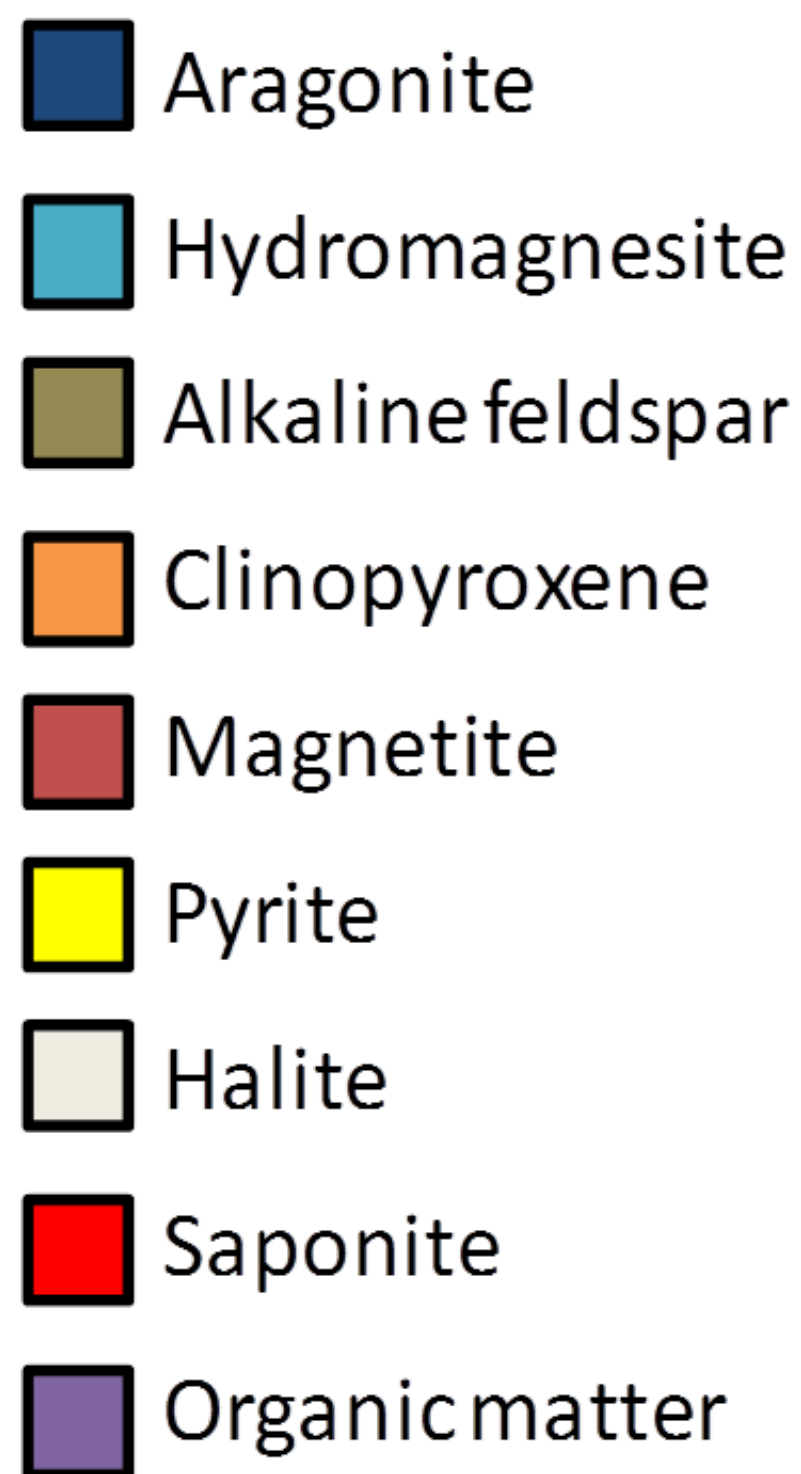 Aragonite
Hydromagnesite
Alkaline feldspar
Clinopyroxene
Magnetite
Pyrite
Halite
Saponite
Organic matter